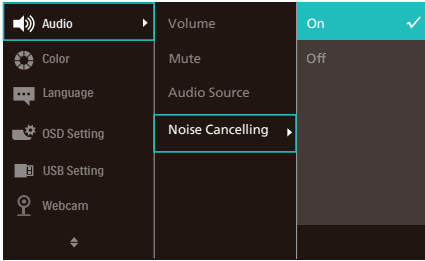 Audio
Color
Language
OSD Setting
USB Setting
Webcam
Volume
Mute
Audio Source
Noise Cancelling
On
Off